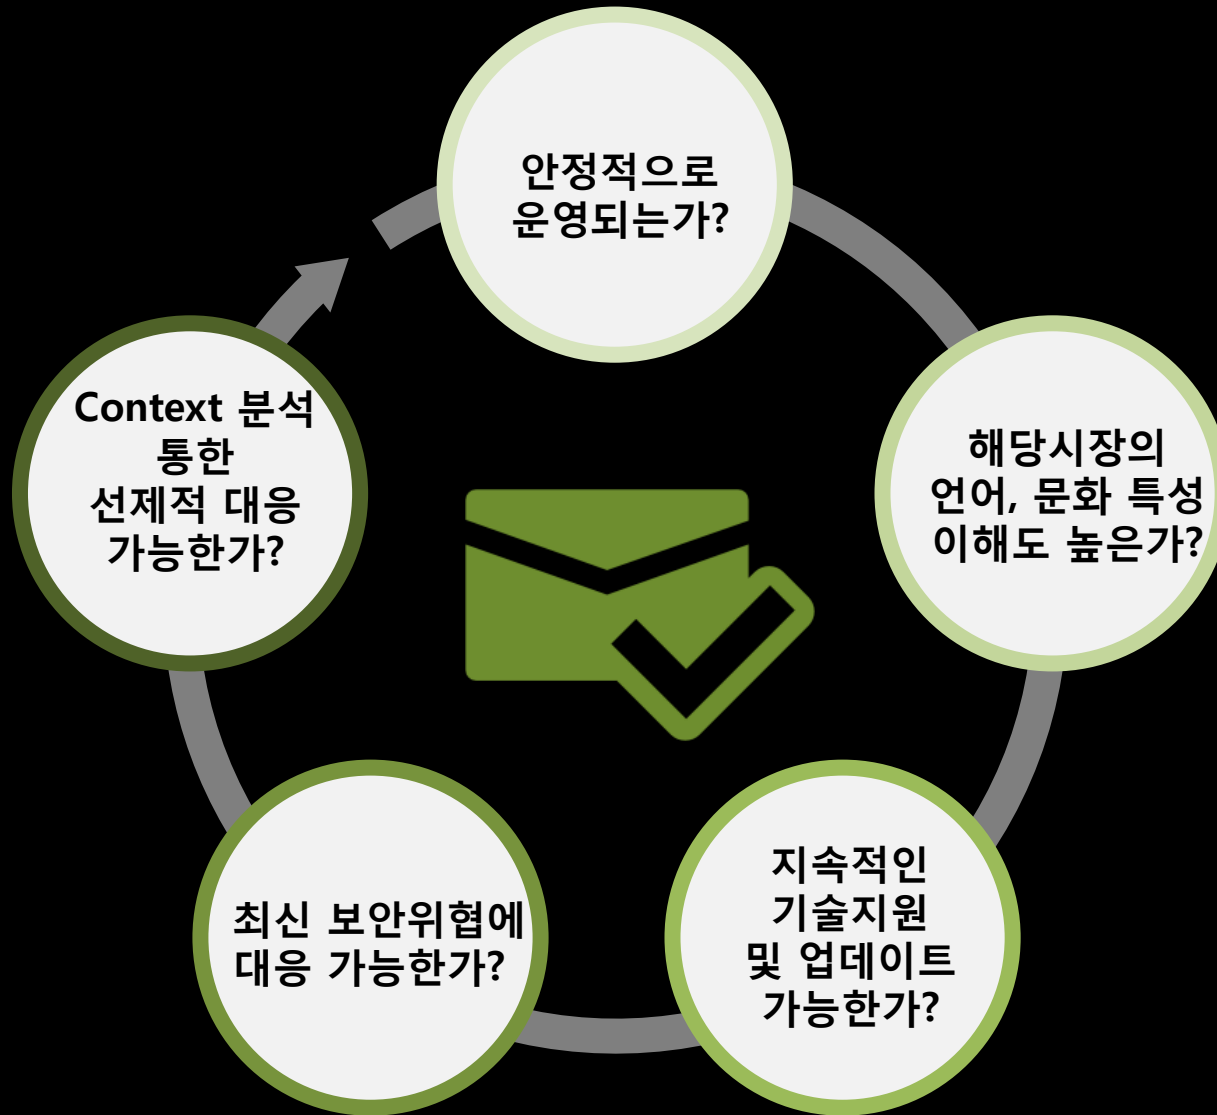 안정적으로
운영되는가?
해당시장의
언어, 문화 특성
이해도 높은가?
지속적인
기술지원
및 업데이트
가능한가?
최신 보안위협에
대응 가능한가?
Context 분석
통한
선제적 대응
가능한가?